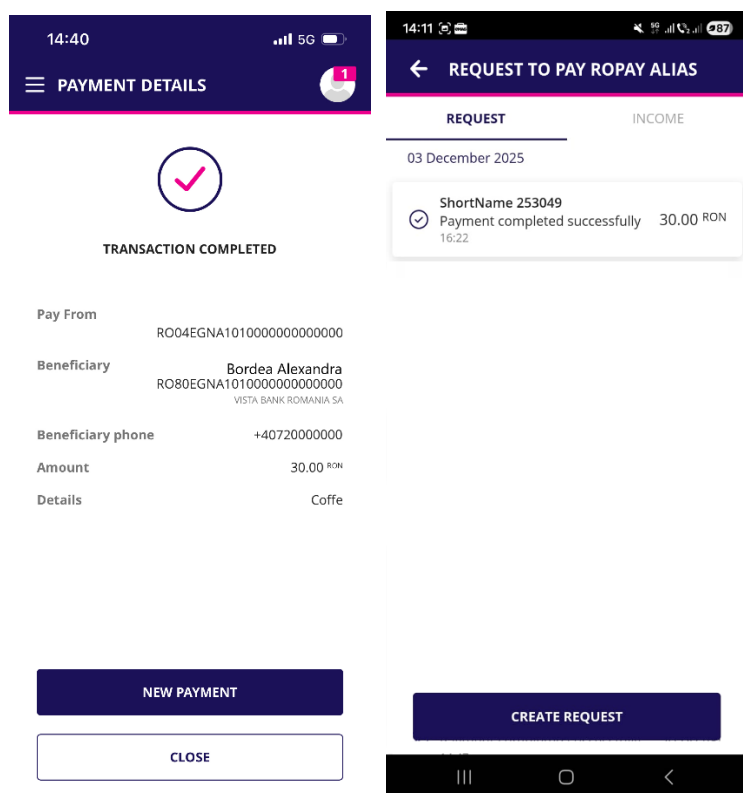 14:40
5G
1
PAYMENT DETAILS
TRANSACTION COMPLETED
Pay From
RO04EGNA1010000000000000
Beneficiary
Bordea Alexandra
RO80EGNA1010000000000000
VISTA BANK ROMANIA SA
Beneficiary phone
+40720000000
Amount
30.00 RON
Details
Coffe
NEW PAYMENT
CLOSE
14:11
5G
87
REQUEST TO PAY ROPAY ALIAS
REQUEST
INCOME
03 December 2025
ShortName 253049
Payment completed successfully
30.00 RON
16:22
CREATE REQUEST